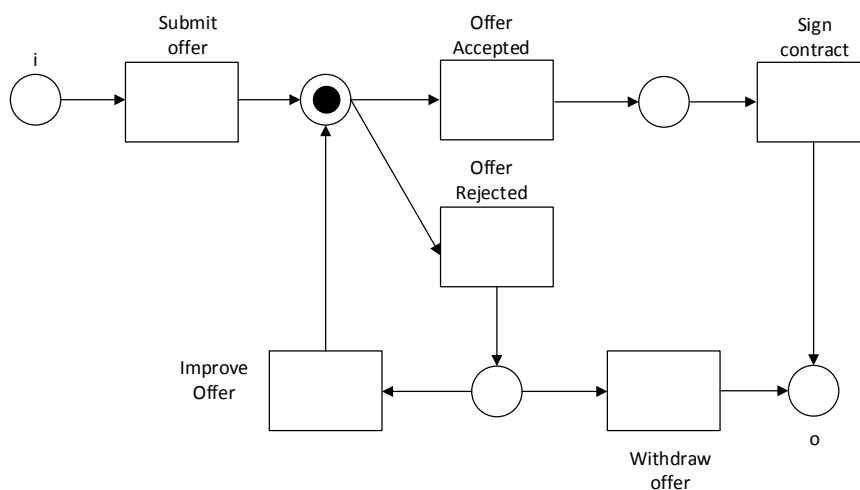 Submit
offer
Offer
Accepted
Sign
contract
i
Offer
Rejected
Improve
Offer
Withdraw
offer
o